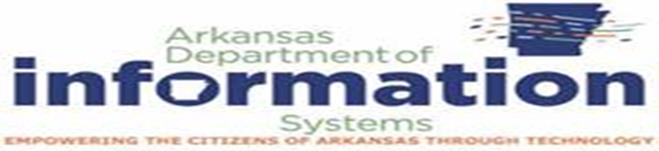 Arkansas
Department of
information
Systems
EMPOWERING THE CITIZENS OF ARKANSAS THROUGH TECHNOLOGY